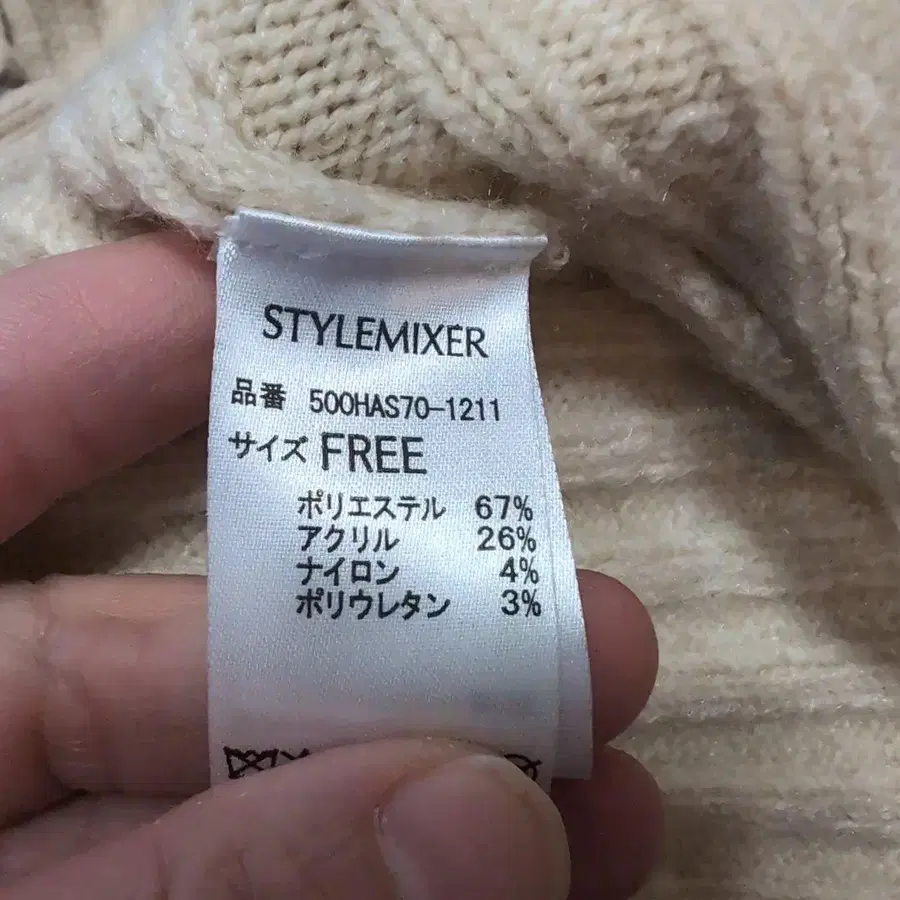 STYLEMIXER
品番 500HAS70-1211
サイズ FREE
ポリエステル 67%
アクリル 26%
ナイロン 4%
ポリウレタン 3%